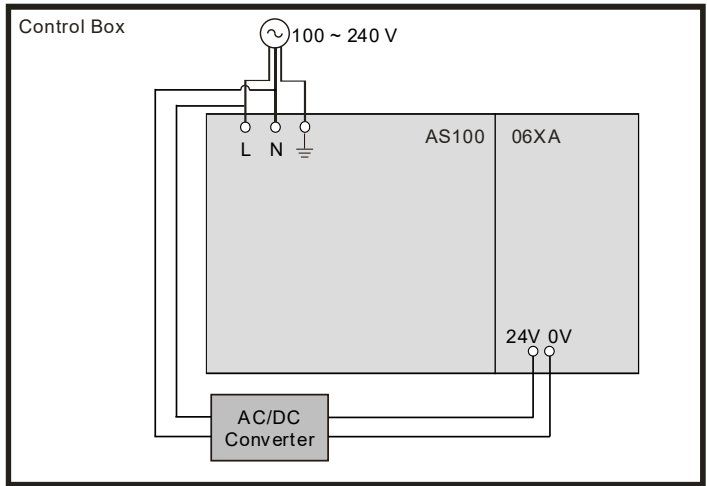 Control Box
100 ~ 240 V
L N
AS100 06XA
24V 0V
AC/DC
Converter